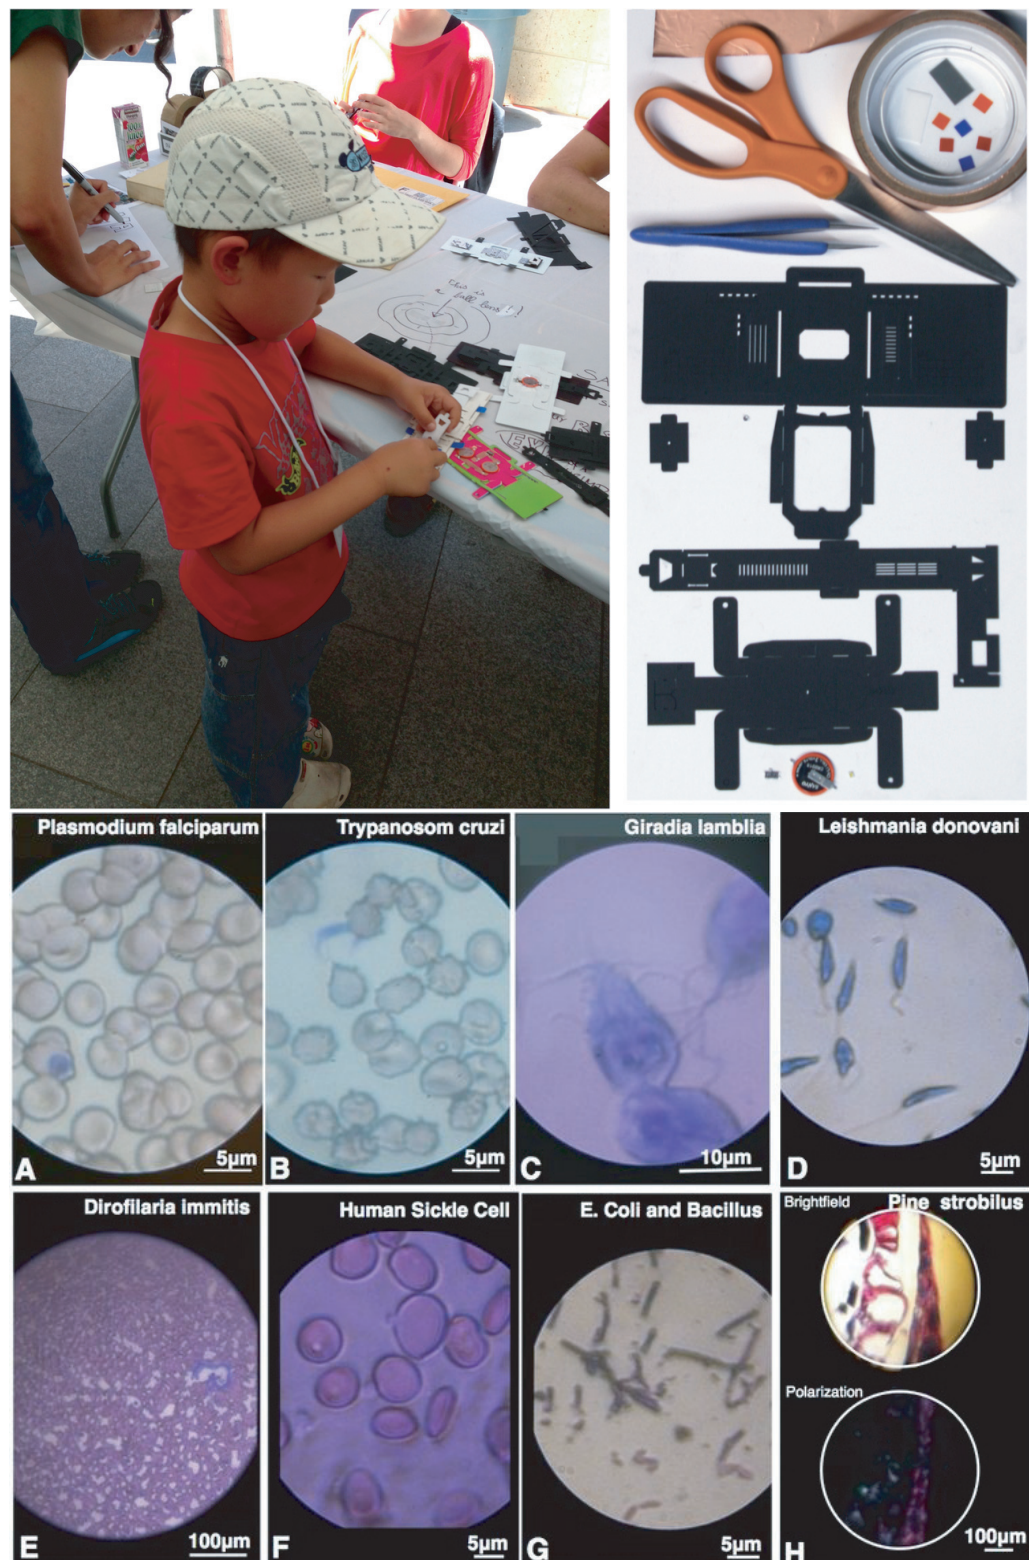 this is
a ball lens!!
Plasmodium falciparum
A
5μm
Trypanosom cruzi
B
5μm
Giradia lamblia
C
10μm
Leishmania donovani
D
5μm
Dirofilaria immitis
E
100μm
Human Sickle Cell
F
5μm
E. Coli and Bacillus
G
5μm
Brightfield
Pine strobilus
Polarization
H
100μm